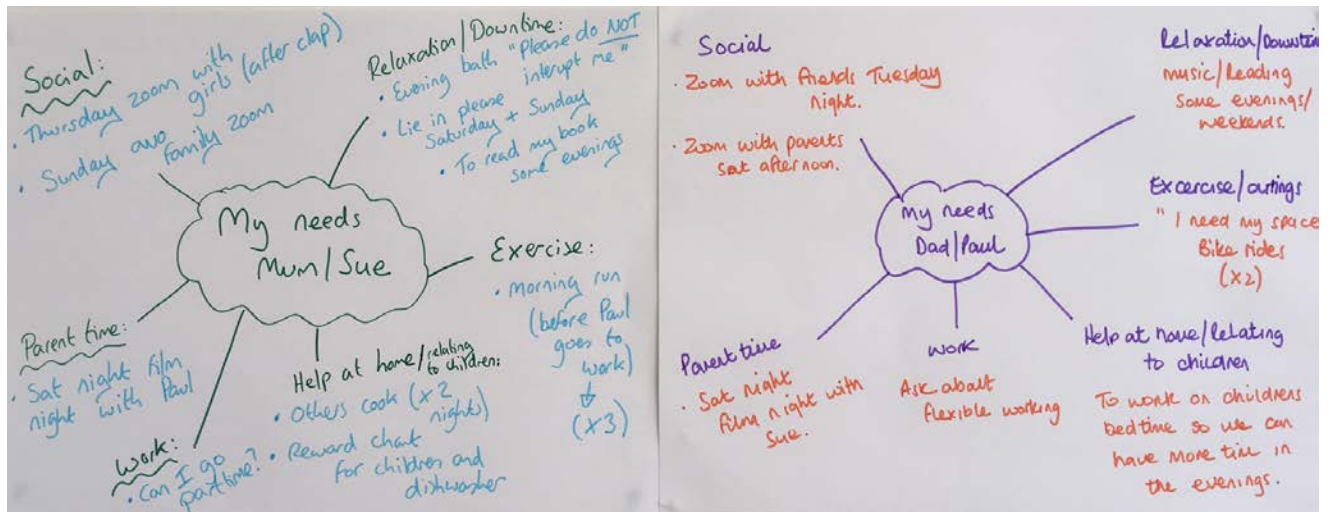 Social:
• Thursday zoom with
girls (after clap)
• Sunday avo
family zoom
Relaxation/Downtime:
• Evening bath "Please do NOT
interupt me"
• Lie in please
Saturday + Sunday
• To read my book
some evenings
My needs
Mum/Sue
Exercise:
• Morning run
(before Paul
goes to
work)
↓
(x3)
Parent time:
• Sat night film
night with Paul
Work:
• Can I go
part time?
Help at home/relating
to children:
• Others cook (x2
nights)
• Reward chart
for children and
dishwasher
Social
• Zoom with friends Tuesday
night.
• Zoom with parents
sat afternoon.
Relaxation/Downtim
music/Reading
some evenings/
weekends.
My needs
Dad/Paul
Excercise/outings
" I need my space
Bike rides
(x2)
Parent time
• Sat night
film night with
Sue.
Work
Ask about
flexible working
Help at home/Relating
to children
To work on childrens
bedtime so we can
have more time in
the evenings.